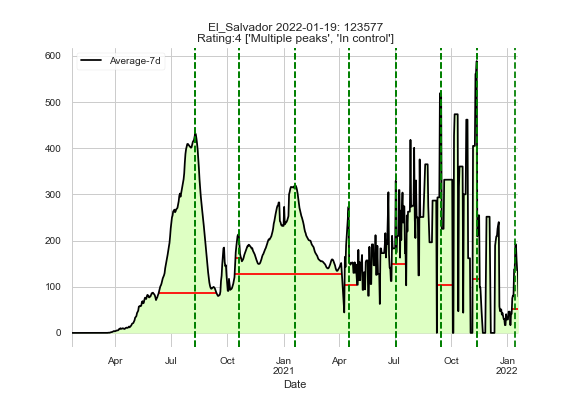 El_Salvador 2022-01-19: 123577
Rating:4 ['Multiple peaks', 'In control']
Average-7d
600
500
400
300
200
100
0
Apr
Jul
Oct
Jan
2021
Apr
Jul
Oct
Jan
2022
Date